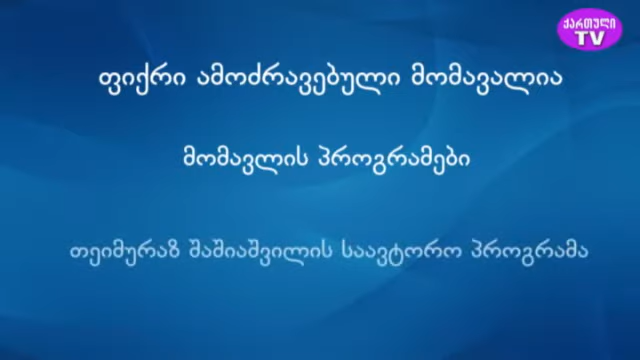 ქართული
TV
ფიქრი ამოძრავებული მომავალია
მომავლის პროგრამები
თეიმურაზ შაშიაშვილის საავტორო პროგრამა